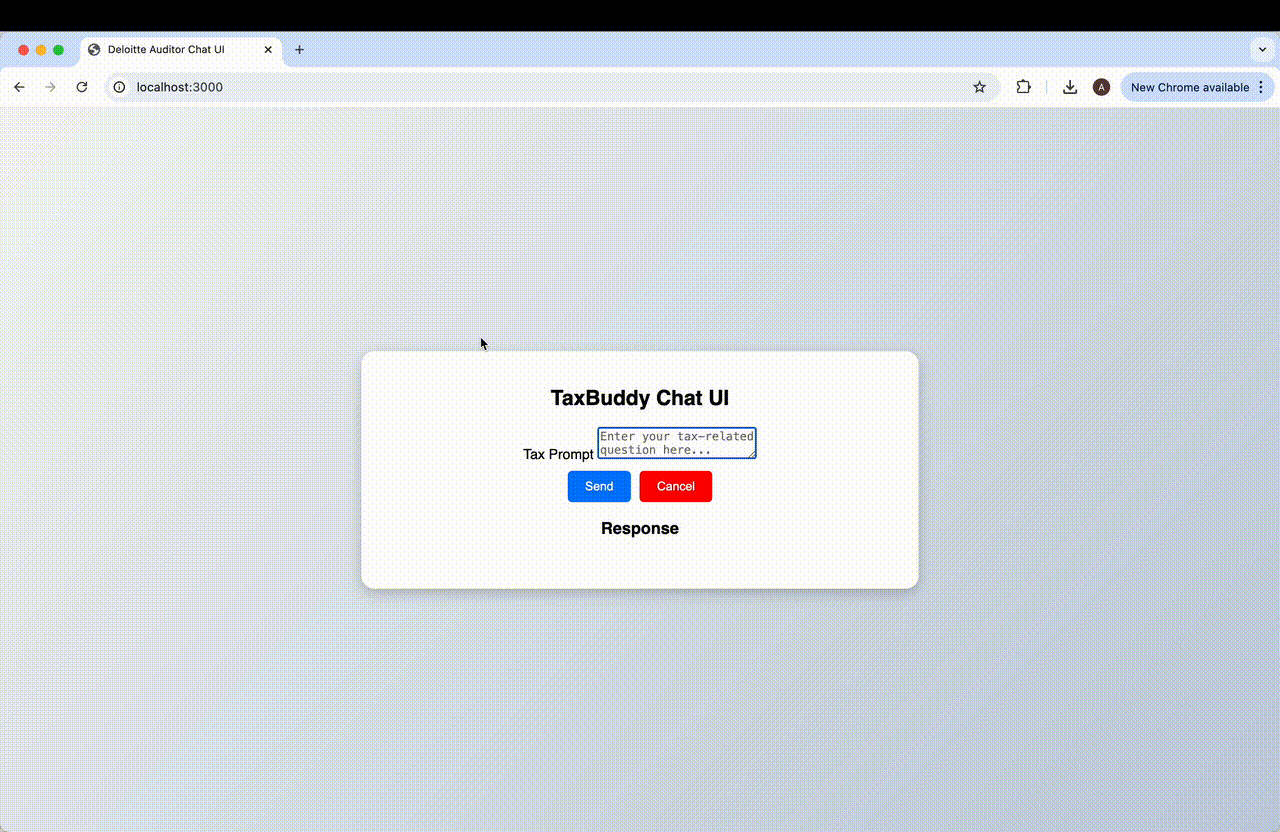 Deloitte Auditor Chat UI
localhost:3000
A
New Chrome available
TaxBuddy Chat UI
Tax Prompt
Enter your tax-related
question here...
Send
Cancel
Response